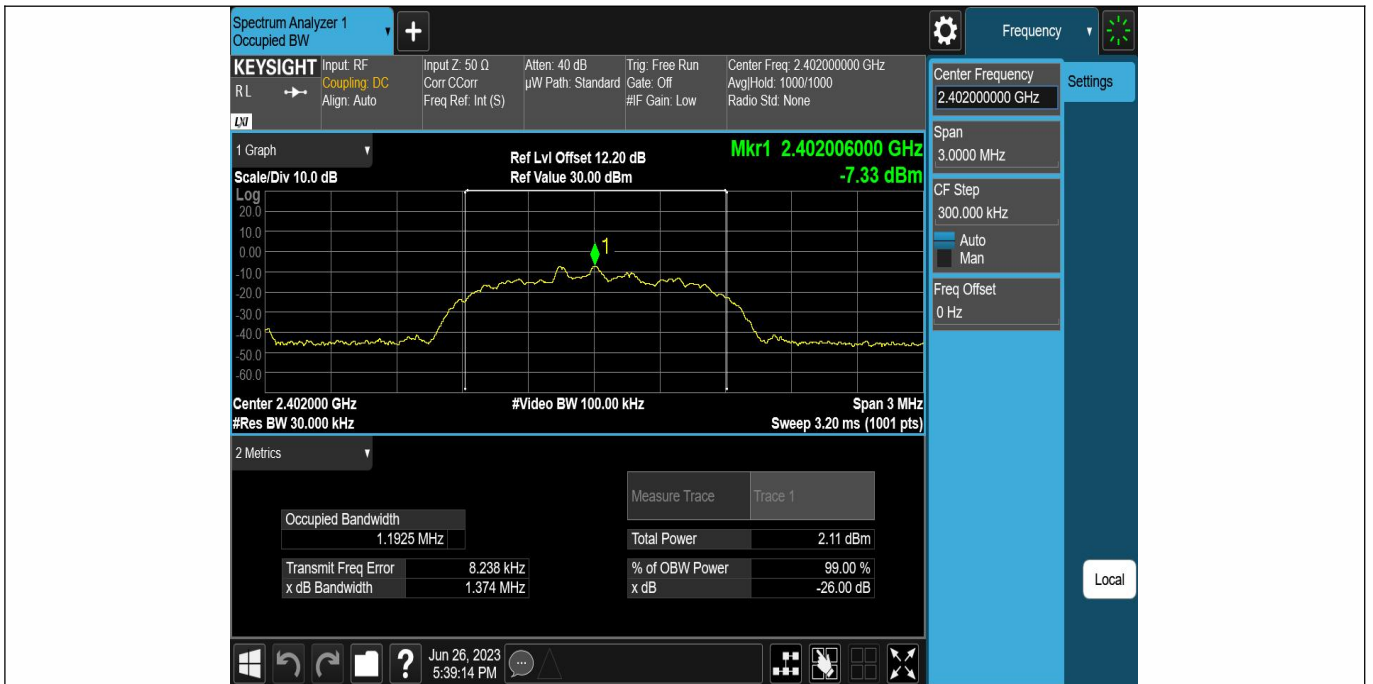 Spectrum Analyzer 1
Occupied BW
Frequency
KEYSIGHT
RL
LXI
Input: RF
Coupling: DC
Align: Auto
Input Z: 50 Ω
Corr CCorr
Freq Ref: Int (S)
Atten: 40 dB
µW Path: Standard
Trig: Free Run
Gate: Off
#IF Gain: Low
Center Freq: 2.402000000 GHz
Avg|Hold: 1000/1000
Radio Std: None
Center Frequency
2.402000000 GHz
Settings
Span
3.0000 MHz
CF Step
300.000 kHz
Auto
Man
Freq Offset
0 Hz
Local
1 Graph
Scale/Div 10.0 dB
Ref Lvl Offset 12.20 dB
Ref Value 30.00 dBm
Mkr1 2.402006000 GHz
-7.33 dBm
Log
20.0
10.0
0.00
-10.0
-20.0
-30.0
-40.0
-50.0
-60.0
1
Center 2.402000 GHz
#Res BW 30.000 kHz
#Video BW 100.00 kHz
Span 3 MHz
Sweep 3.20 ms (1001 pts)
2 Metrics
Measure Trace Trace 1
Occupied Bandwidth
1.1925 MHz
Total Power 2.11 dBm
Transmit Freq Error 8.238 kHz
% of OBW Power 99.00 %
x dB Bandwidth 1.374 MHz
x dB -26.00 dB
?
Jun 26, 2023
5:39:14 PM